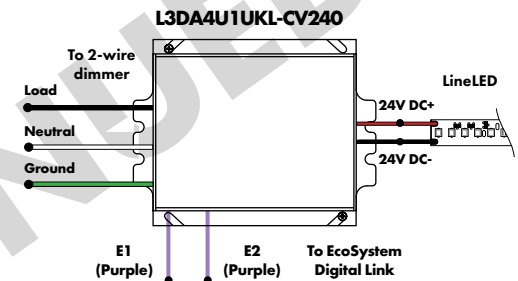 L3DA4U1UKL-CV240
To 2-wire
dimmer
Load
Neutral
Ground
24V DC+
24V DC-
LineLED
E1
(Purple)
E2
(Purple)
To EcoSystem
Digital Link